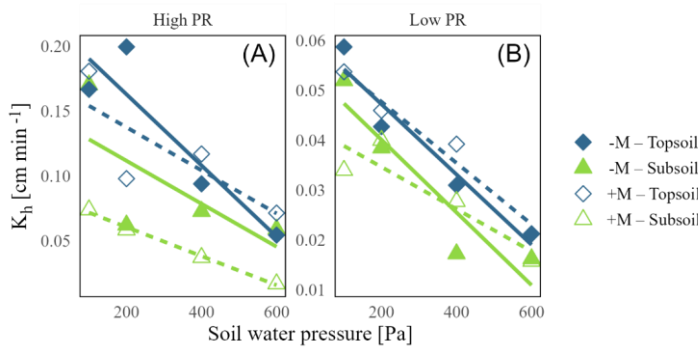 High PR
Low PR
(A)
(B)
0.20
0.15
0.10
0.05
0.06
0.05
0.04
0.03
0.02
0.01
Kh [cm min⁻¹]
200
400
600
200
400
600
Soil water pressure [Pa]
-M – Topsoil
-M – Subsoil
+M – Topsoil
+M – Subsoil